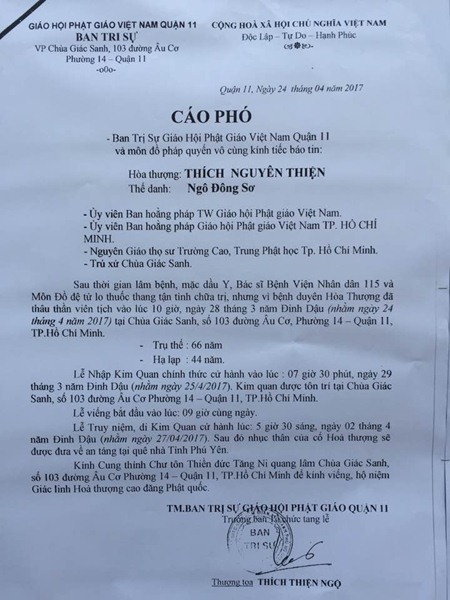 GIÁO HỘI PHẬT GIÁO VIỆT NAM QUẬN 11
BAN TRỊ SỰ
VP Chùa Giác Sanh, 103 đường Âu Cơ
Phường 14 – Quận 11
-o0o-
CỘNG HOÀ XÃ HỘI CHỦ NGHĨA VIỆT NAM
Độc Lập – Tự Do – Hạnh Phúc
Quận 11, Ngày 24 tháng 04 năm 2017
CÁO PHÓ
- Ban Trị Sự Giáo Hội Phật Giáo Việt Nam Quận 11
và môn đồ pháp quyến vô cùng kính tiếc báo tin:
Hòa thượng: THÍCH NGUYÊN THIỆN
Thế danh: Ngô Đông Sơ
- Ủy viên Ban hoằng pháp TW Giáo hội Phật giáo Việt Nam.
- Ủy viên Ban hoằng pháp Giáo hội Phật giáo Việt Nam TP. HỒ CHÍ
MINH.
- Nguyên Giáo thọ sư Trường Cao, Trung Phật học Tp. Hồ Chí Minh.
- Trú xứ Chùa Giác Sanh.
Sau thời gian lâm bệnh, mặc dầu Y, Bác sĩ Bệnh Viện Nhân dân 115 và
Môn Đồ đệ tử lo thuốc thang tận tình chữa trị, nhưng vì bệnh duyên Hòa Thượng đã
thâu thần viên tịch vào lúc 10 giờ, ngày 28 tháng 3 năm Đinh Dậu (nhằm ngày 24
tháng 4 năm 2017) tại Chùa Giác Sanh, số 103 đường Âu Cơ, Phường 14 – Quận 11,
TP.Hồ Chí Minh.
- Trụ thế : 66 năm
- Hạ lạp : 44 năm.
Lễ Nhập Kim Quan chính thức cử hành vào lúc : 07 giờ 30 phút, ngày 29
tháng 3 năm Đinh Dậu (nhằm ngày 25/4/2017). Kim quan được tôn trí tại Chùa Giác
Sanh, số 103 đường Âu Cơ Phường 14 – Quận 11, TP.Hồ Chí Minh.
Lễ viếng bắt đầu vào lúc: 09 giờ cùng ngày.
Lễ Truy niệm, di Kim Quan cử hành lúc: 5 giờ 30 sáng, ngày 02 tháng 4
năm Đinh Dậu (nhằm ngày 27/04/2017). Sau đó nhục thân của cố Hoà thượng sẽ
được đưa về an táng tại quê nhà Tỉnh Phú Yên.
Kính Cung thỉnh Chư tôn Thiền đức Tăng Ni quang lâm Chùa Giác Sanh,
số 103 đường Âu Cơ Phường 14 – Quận 11, TP.Hồ Chí Minh để kính viếng, hộ niệm
Giác linh Hoà thượng cao đăng Phật quốc.
TM.BAN TRỊ SỰ GIÁO HỘI PHẬT GIÁO QUẬN 11
Trưởng ban tổ chức tang lễ
BAN
TRỊ SỰ
Thượng tọa THÍCH THIỆN NGỘ